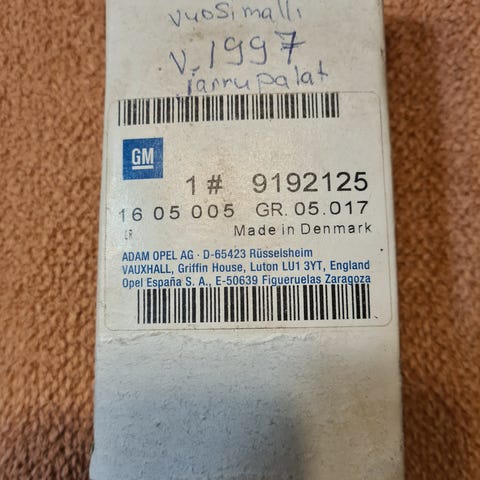 vuosimalli
v.1997
jarrupalat
GM
1# 9192125
16 05 005 GR. 05.017
Made in Denmark
ADAM OPEL AG · D-65423 Rüsselsheim
VAUXHALL, Griffin House, Luton LU1 3YT, England
Opel España S. A., E-50639 Figueruelas Zaragoza